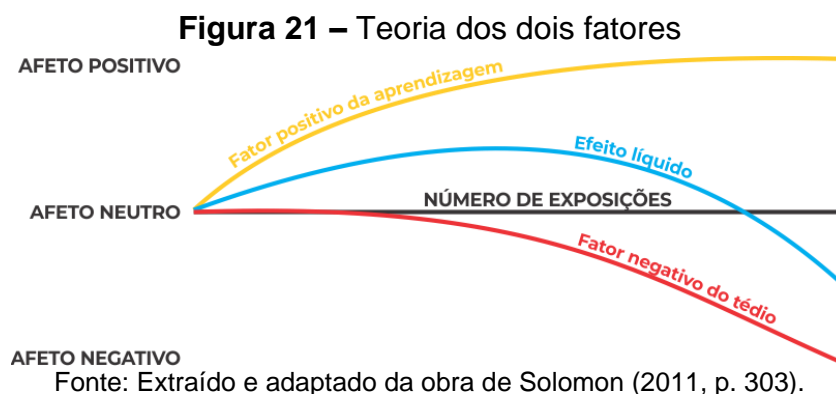 Figura 21 – Teoria dos dois fatores
AFETO POSITIVO
Fator positivo da aprendizagem
Efeito líquido
NÚMERO DE EXPOSIÇÕES
AFETO NEUTRO
Fator negativo do tédio
AFETO NEGATIVO
Fonte: Extraído e adaptado da obra de Solomon (2011, p. 303).